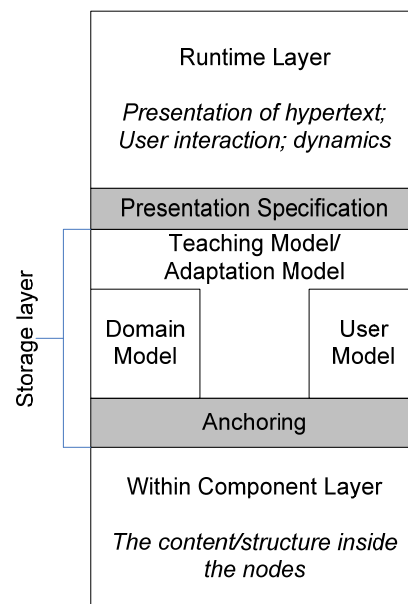 Runtime Layer
Presentation of hypertext;
User interaction; dynamics
Presentation Specification
Teaching Model/
Adaptation Model
Storage layer
Domain
Model
User
Model
Anchoring
Within Component Layer
The content/structure inside
the nodes